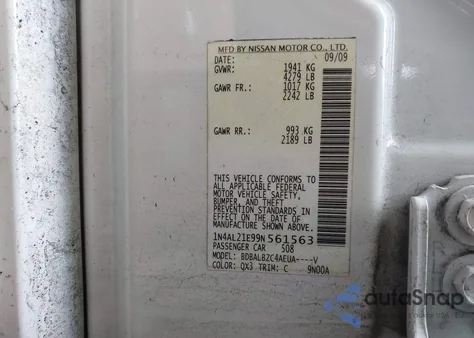 MFD BY NISSAN MOTOR CO., LTD.
DATE: 09/09
GVWR: 1941 KG
4279 LB
GAWR FR.: 1017 KG
2242 LB
GAWR RR.: 993 KG
2189 LB
THIS VEHICLE CONFORMS TO
ALL APPLICABLE FEDERAL
MOTOR VEHICLE SAFETY,
BUMPER, AND THEFT
PREVENTION STANDARDS IN
EFFECT ON THE DATE OF
MANUFACTURE SHOWN ABOVE.
1N4AL21E99N561563
PASSENGER CAR S08
MODEL: BDBALBZC4AEUA----V
COLOR: QX3 TRIM: C 9N00A
autoSnap